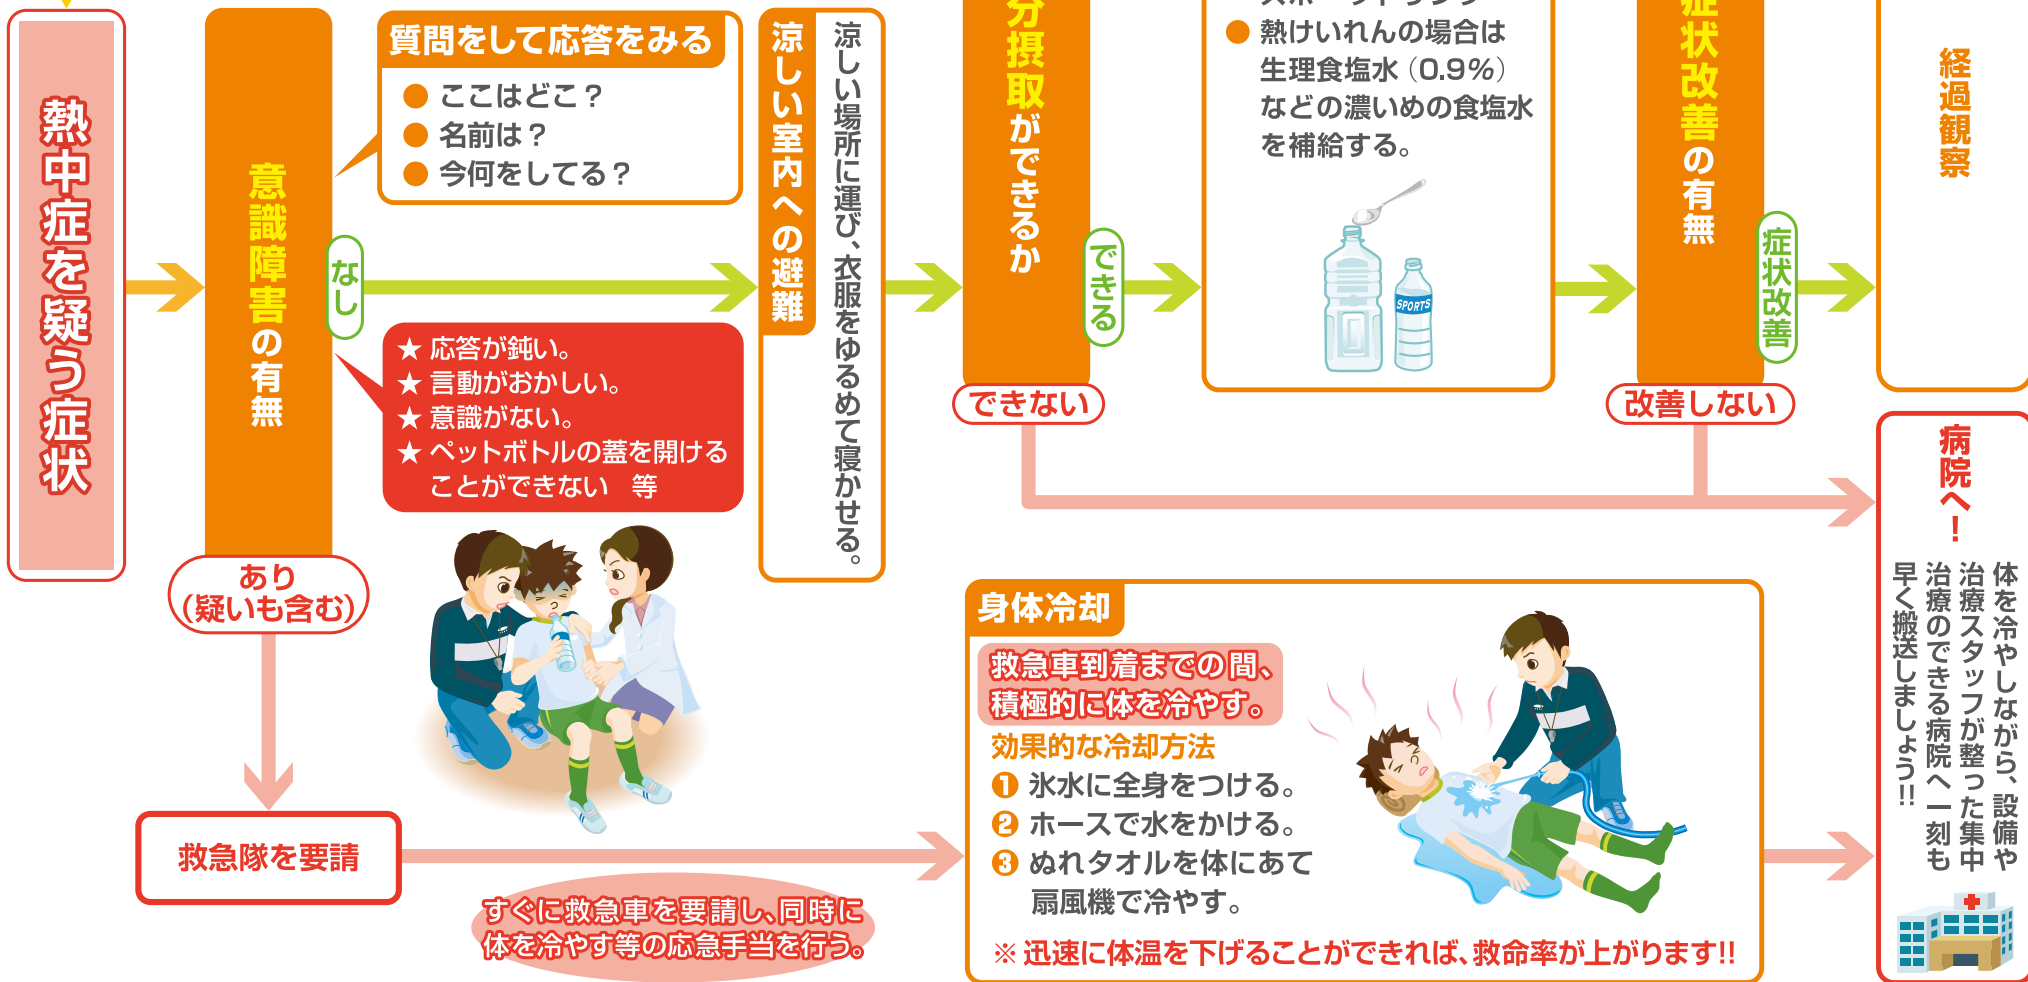 熱中症を疑う症状
意識障害の有無
質問をして応答をみる
● ここはどこ？
● 名前は？
● 今何をしてる？
なし
★ 応答が鈍い。
★ 言動がおかしい。
★ 意識がない。
★ ペットボトルの蓋を開ける
ことができない　等
あり
（疑いも含む）
救急隊を要請
すぐに救急車を要請し、同時に
体を冷やす等の応急手当を行う。
涼しい室内への避難
涼しい場所に運び、衣服をゆるめて寝かせる。
分摂取ができるか
できる
できない
● 熱けいれんの場合は
生理食塩水（0.9％）
などの濃いめの食塩水
を補給する。
SPORTS
症状改善の有無
症状改善
改善しない
経過観察
身体冷却
救急車到着までの間、
積極的に体を冷やす。
効果的な冷却方法
❶ 氷水に全身をつける。
❷ ホースで水をかける。
❸ ぬれタオルを体にあて
扇風機で冷やす。
※ 迅速に体温を下げることができれば、救命率が上がります!!
病院へ！
体を冷やしながら、設備や
治療スタッフが整った集中
治療のできる病院へ一刻も
早く搬送しましょう!!